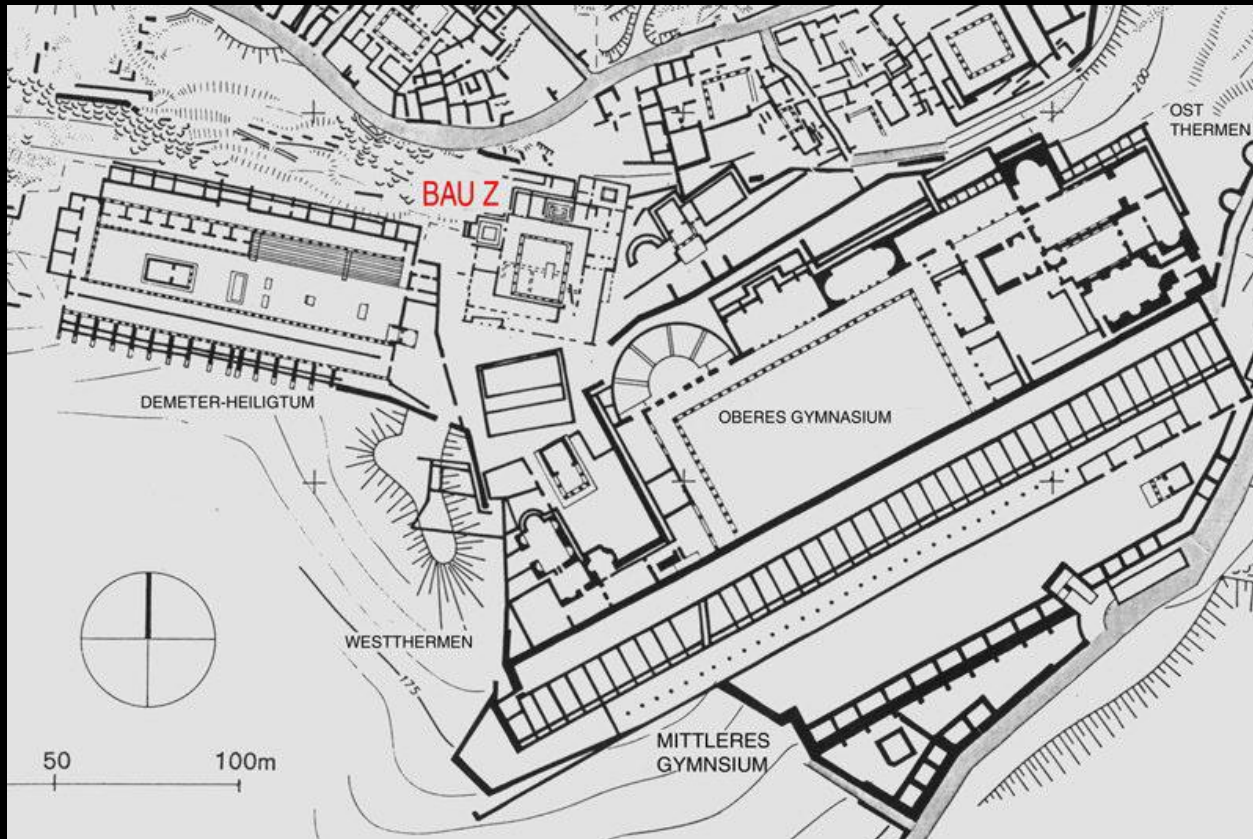 200
OST
THERMEN
BAU Z
DEMETER-HEILIGTUM
OBERES GYMNASIUM
WESTTHERMEN
175
MITTLERES
GYMNSIUM
50 100m